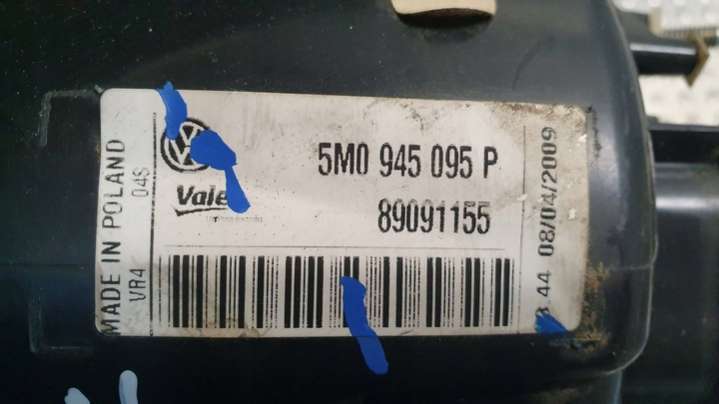 MADE IN POLAND
VR4 04S
Vale
5M0 945 095 P
89091155
.44 08/04/2009